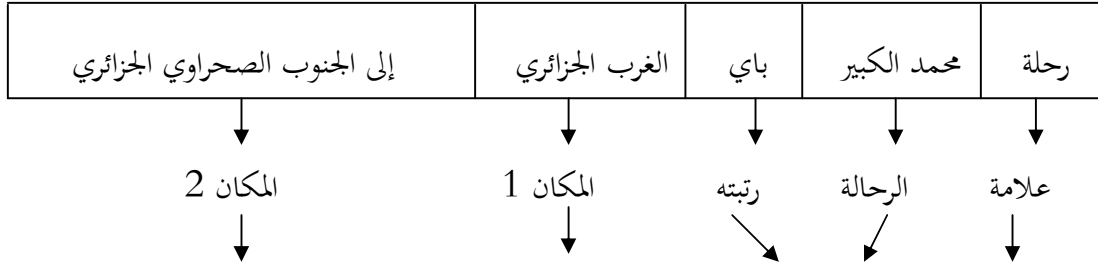 رحلة محمد الكبير باي الغرب الجزائري إلى الجنوب الصحراوي الجزائري
علامة الرحالة رتبته المكان 1 المكان 2